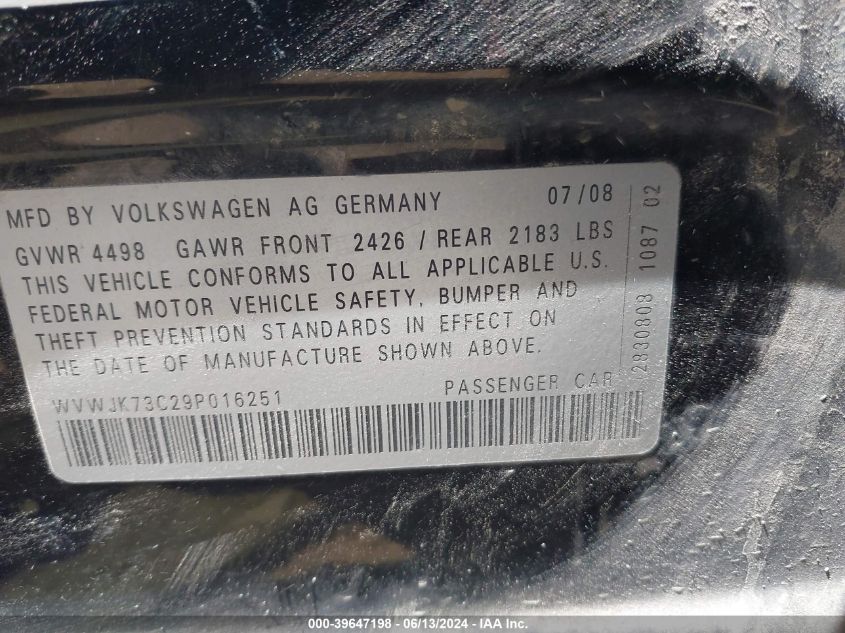 MFD BY VOLKSWAGEN AG GERMANY 07/08
GVWR 4498 GAWR FRONT 2426 / REAR 2183 LBS
THIS VEHICLE CONFORMS TO ALL APPLICABLE U.S.
FEDERAL MOTOR VEHICLE SAFETY, BUMPER AND
THEFT PREVENTION STANDARDS IN EFFECT ON
THE DATE OF MANUFACTURE SHOWN ABOVE.
WVWJK73C29P016251 PASSENGER CAR
2830808 1087 02
000-39647198 - 06/13/2024 - IAA Inc.